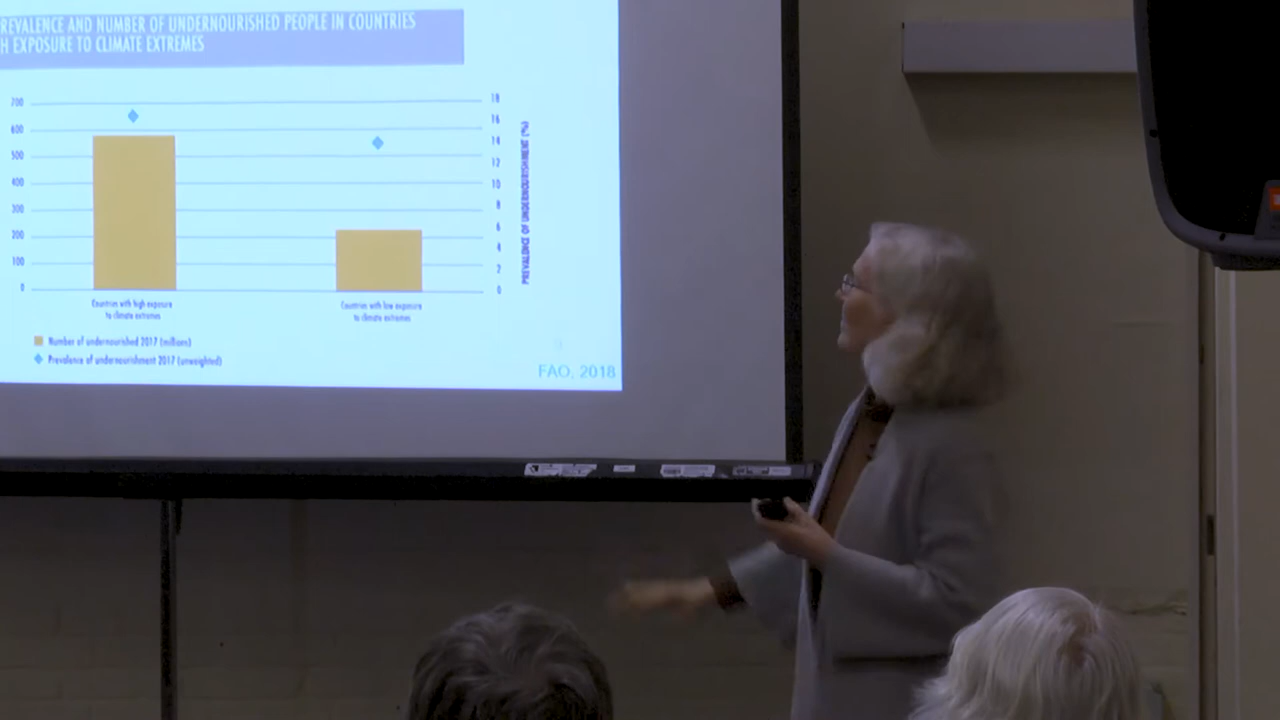 REVALENCE AND NUMBER OF UNDERNOURISHED PEOPLE IN COUNTRIES
H EXPOSURE TO CLIMATE EXTREMES
700
600
500
400
300
200
100
0
18
16
14
12
10
8
6
4
2
0
PREVALENCE OF UNDERNOURISHMENT (%)
Countries with high exposure
to climate extremes
Countries with low exposure
to climate extremes
Number of undernourished 2017 (millions)
Prevalence of undernourishment 2017 (unweighted)
FAO, 2018